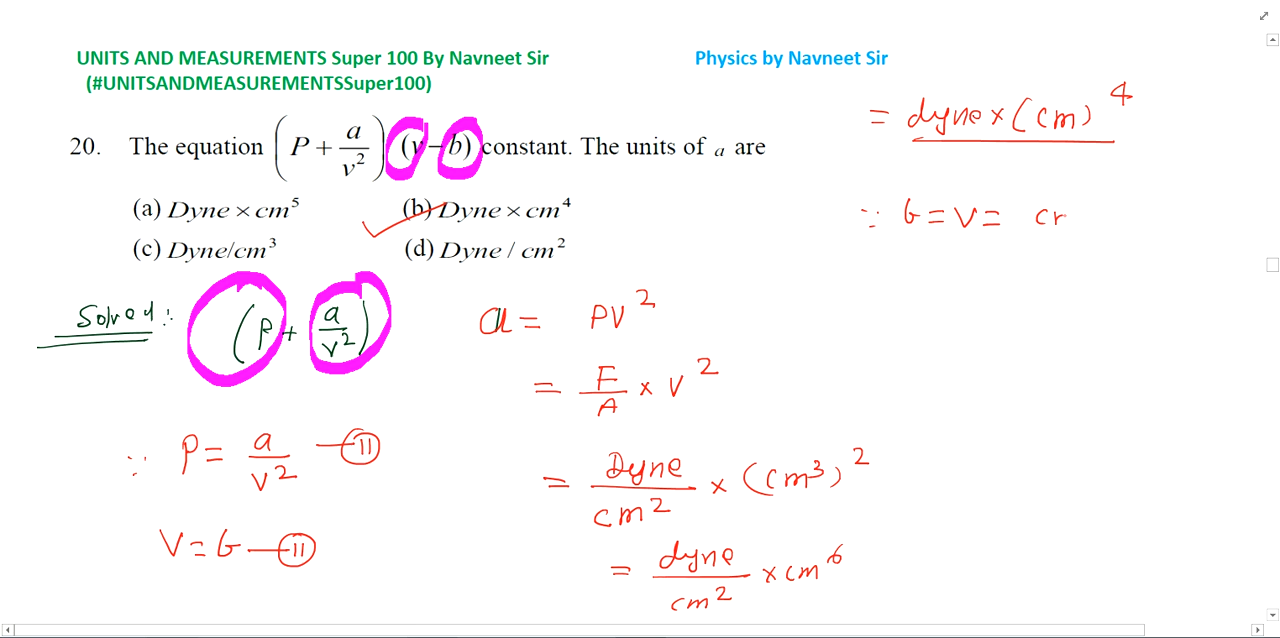 UNITS AND MEASUREMENTS Super 100 By Navneet Sir
(#UNITSANDMEASUREMENTSSuper100)
Physics by Navneet Sir
20. The equation (P + a/v²) (v − b) constant. The units of a are
(a) Dyne × cm⁵
(b) Dyne × cm⁴
(c) Dyne/cm³
(d) Dyne / cm²
Solved :
(P + a/v²)
∵ P = a/v² — (11)
V = b — (11)
a = PV²
= F/A × V²
= Dyne/cm² × (cm³)²
= dyne/cm² × cm⁶
= dyne × (cm)⁴
∵ b = V =